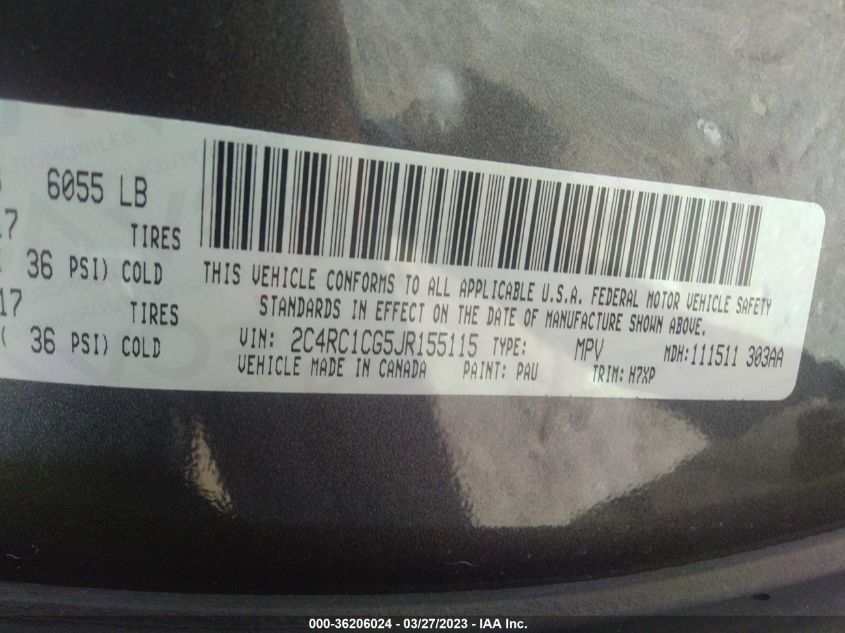 6055 LB
17 TIRES
36 PSI) COLD
17 TIRES
( 36 PSI) COLD
THIS VEHICLE CONFORMS TO ALL APPLICABLE U.S.A. FEDERAL MOTOR VEHICLE SAFETY
STANDARDS IN EFFECT ON THE DATE OF MANUFACTURE SHOWN ABOVE.
VIN: 2C4RC1CG5JR155115 TYPE: MPV MDH: 111511 303AA
VEHICLE MADE IN CANADA PAINT: PAU TRIM: H7XP
000-36206024 — 03/27/2023 — IAA Inc.